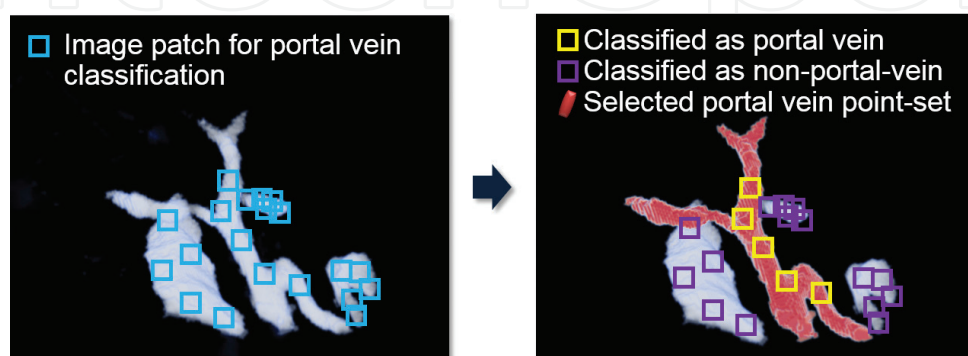 Image patch for portal vein
classification
Classified as portal vein
Classified as non-portal-vein
Selected portal vein point-set